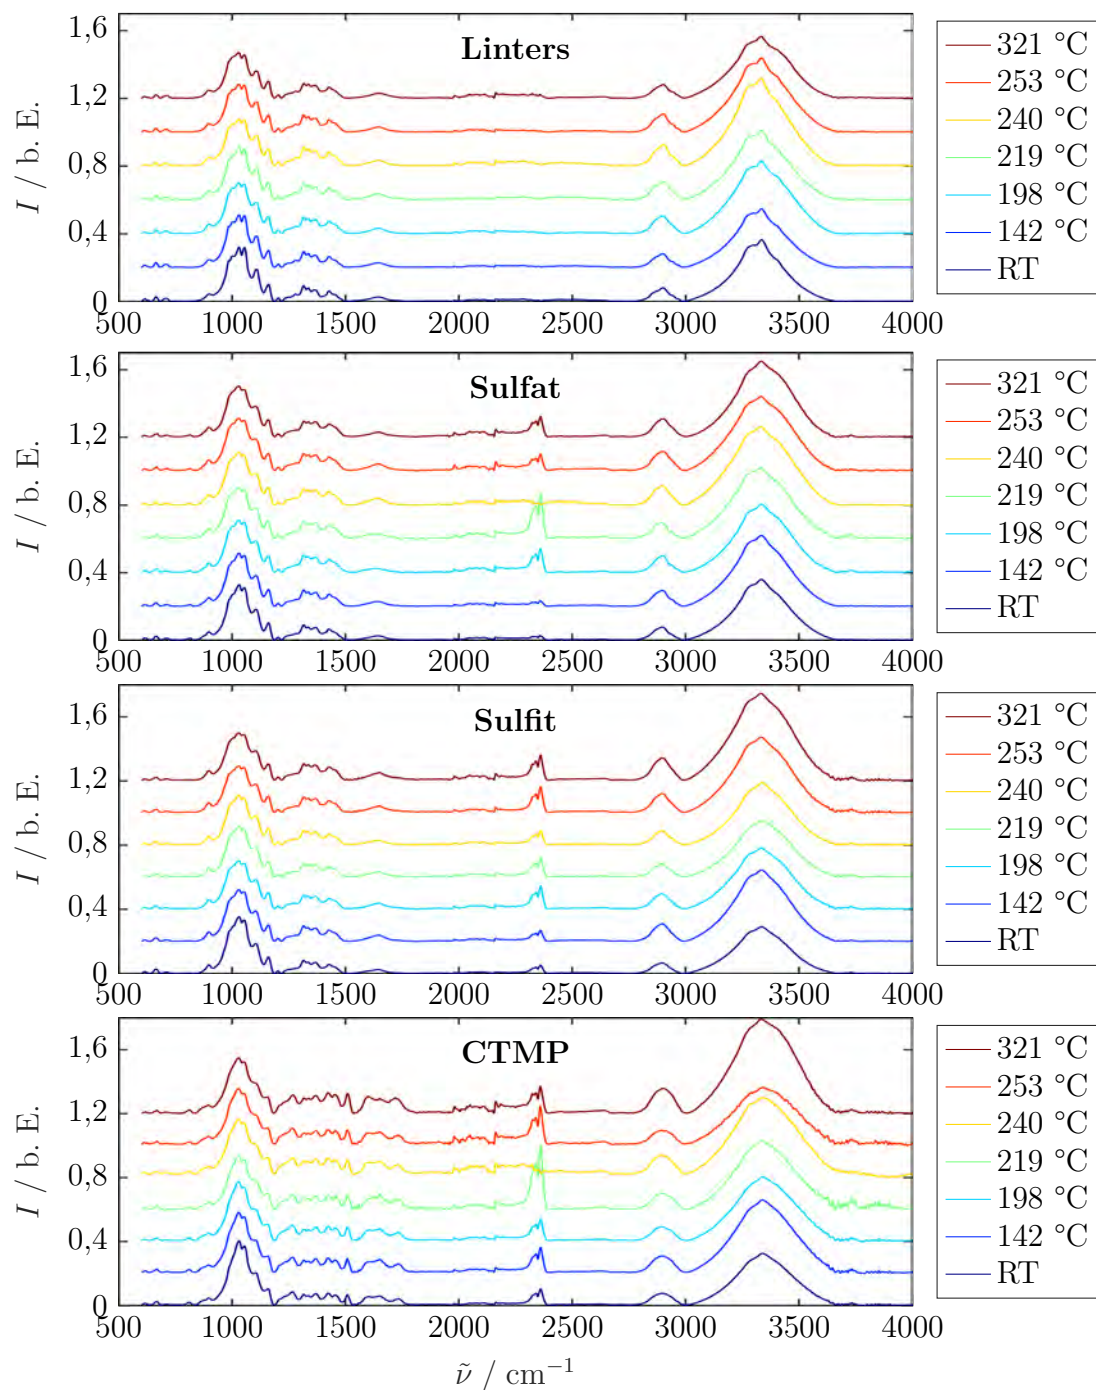 1,6
1,2
0,8
0,4
0
I / b. E.
Linters
500 1000 1500 2000 2500 3000 3500 4000
321 °C
253 °C
240 °C
219 °C
198 °C
142 °C
RT
1,6
1,2
0,8
0,4
0
I / b. E.
Sulfat
500 1000 1500 2000 2500 3000 3500 4000
321 °C
253 °C
240 °C
219 °C
198 °C
142 °C
RT
1,6
1,2
0,8
0,4
0
I / b. E.
Sulfit
500 1000 1500 2000 2500 3000 3500 4000
321 °C
253 °C
240 °C
219 °C
198 °C
142 °C
RT
1,6
1,2
0,8
0,4
0
I / b. E.
CTMP
500 1000 1500 2000 2500 3000 3500 4000
321 °C
253 °C
240 °C
219 °C
198 °C
142 °C
RT
ν̃ / cm⁻¹